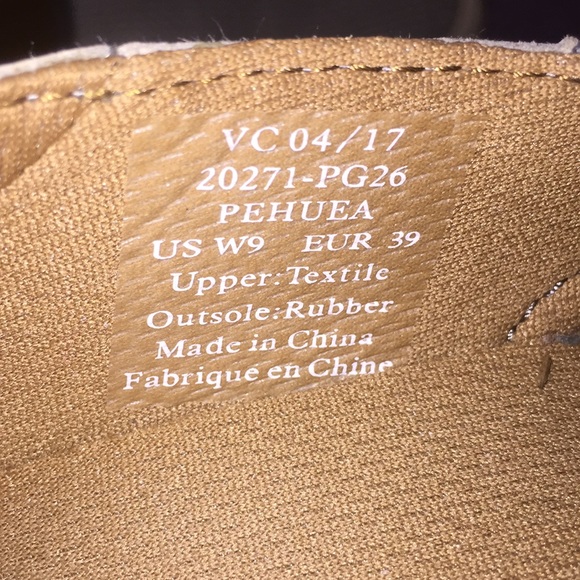 VC 04/17
20271-PG26
PEHUEA
US W9 EUR 39
Upper:Textile
Outsole:Rubber
Made in China
Fabrique en Chine